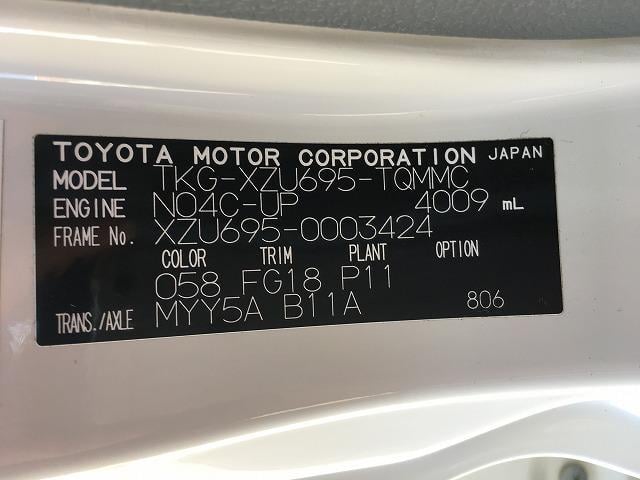 TOYOTA MOTOR CORPORATION JAPAN
MODEL TKG-XZU695-TQMMC
ENGINE N04C-UP 4009 mL
FRAME No. XZU695-0003424
COLOR TRIM PLANT OPTION
058 FG18 P11
TRANS./AXLE MYY5A B11A 806